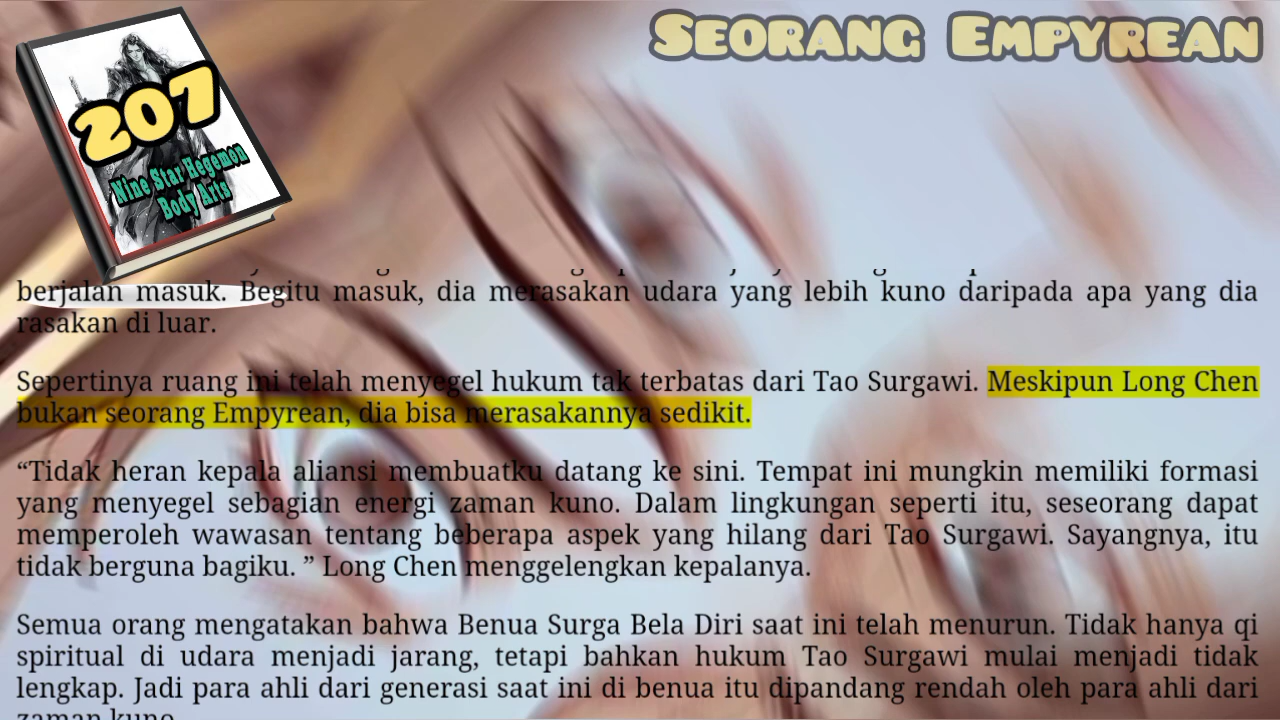 Seorang Empyrean
207
Nine Star Hegemon
Body Arts
berjalan masuk. Begitu masuk, dia merasakan udara yang lebih kuno daripada apa yang dia
rasakan di luar.
Sepertinya ruang ini telah menyegel hukum tak terbatas dari Tao Surgawi. Meskipun Long Chen
bukan seorang Empyrean, dia bisa merasakannya sedikit.
“Tidak heran kepala aliansi membuatku datang ke sini. Tempat ini mungkin memiliki formasi
yang menyegel sebagian energi zaman kuno. Dalam lingkungan seperti itu, seseorang dapat
memperoleh wawasan tentang beberapa aspek yang hilang dari Tao Surgawi. Sayangnya, itu
tidak berguna bagiku. ” Long Chen menggelengkan kepalanya.
Semua orang mengatakan bahwa Benua Surga Bela Diri saat ini telah menurun. Tidak hanya qi
spiritual di udara menjadi jarang, tetapi bahkan hukum Tao Surgawi mulai menjadi tidak
lengkap. Jadi para ahli dari generasi saat ini di benua itu dipandang rendah oleh para ahli dari
zaman kuno.